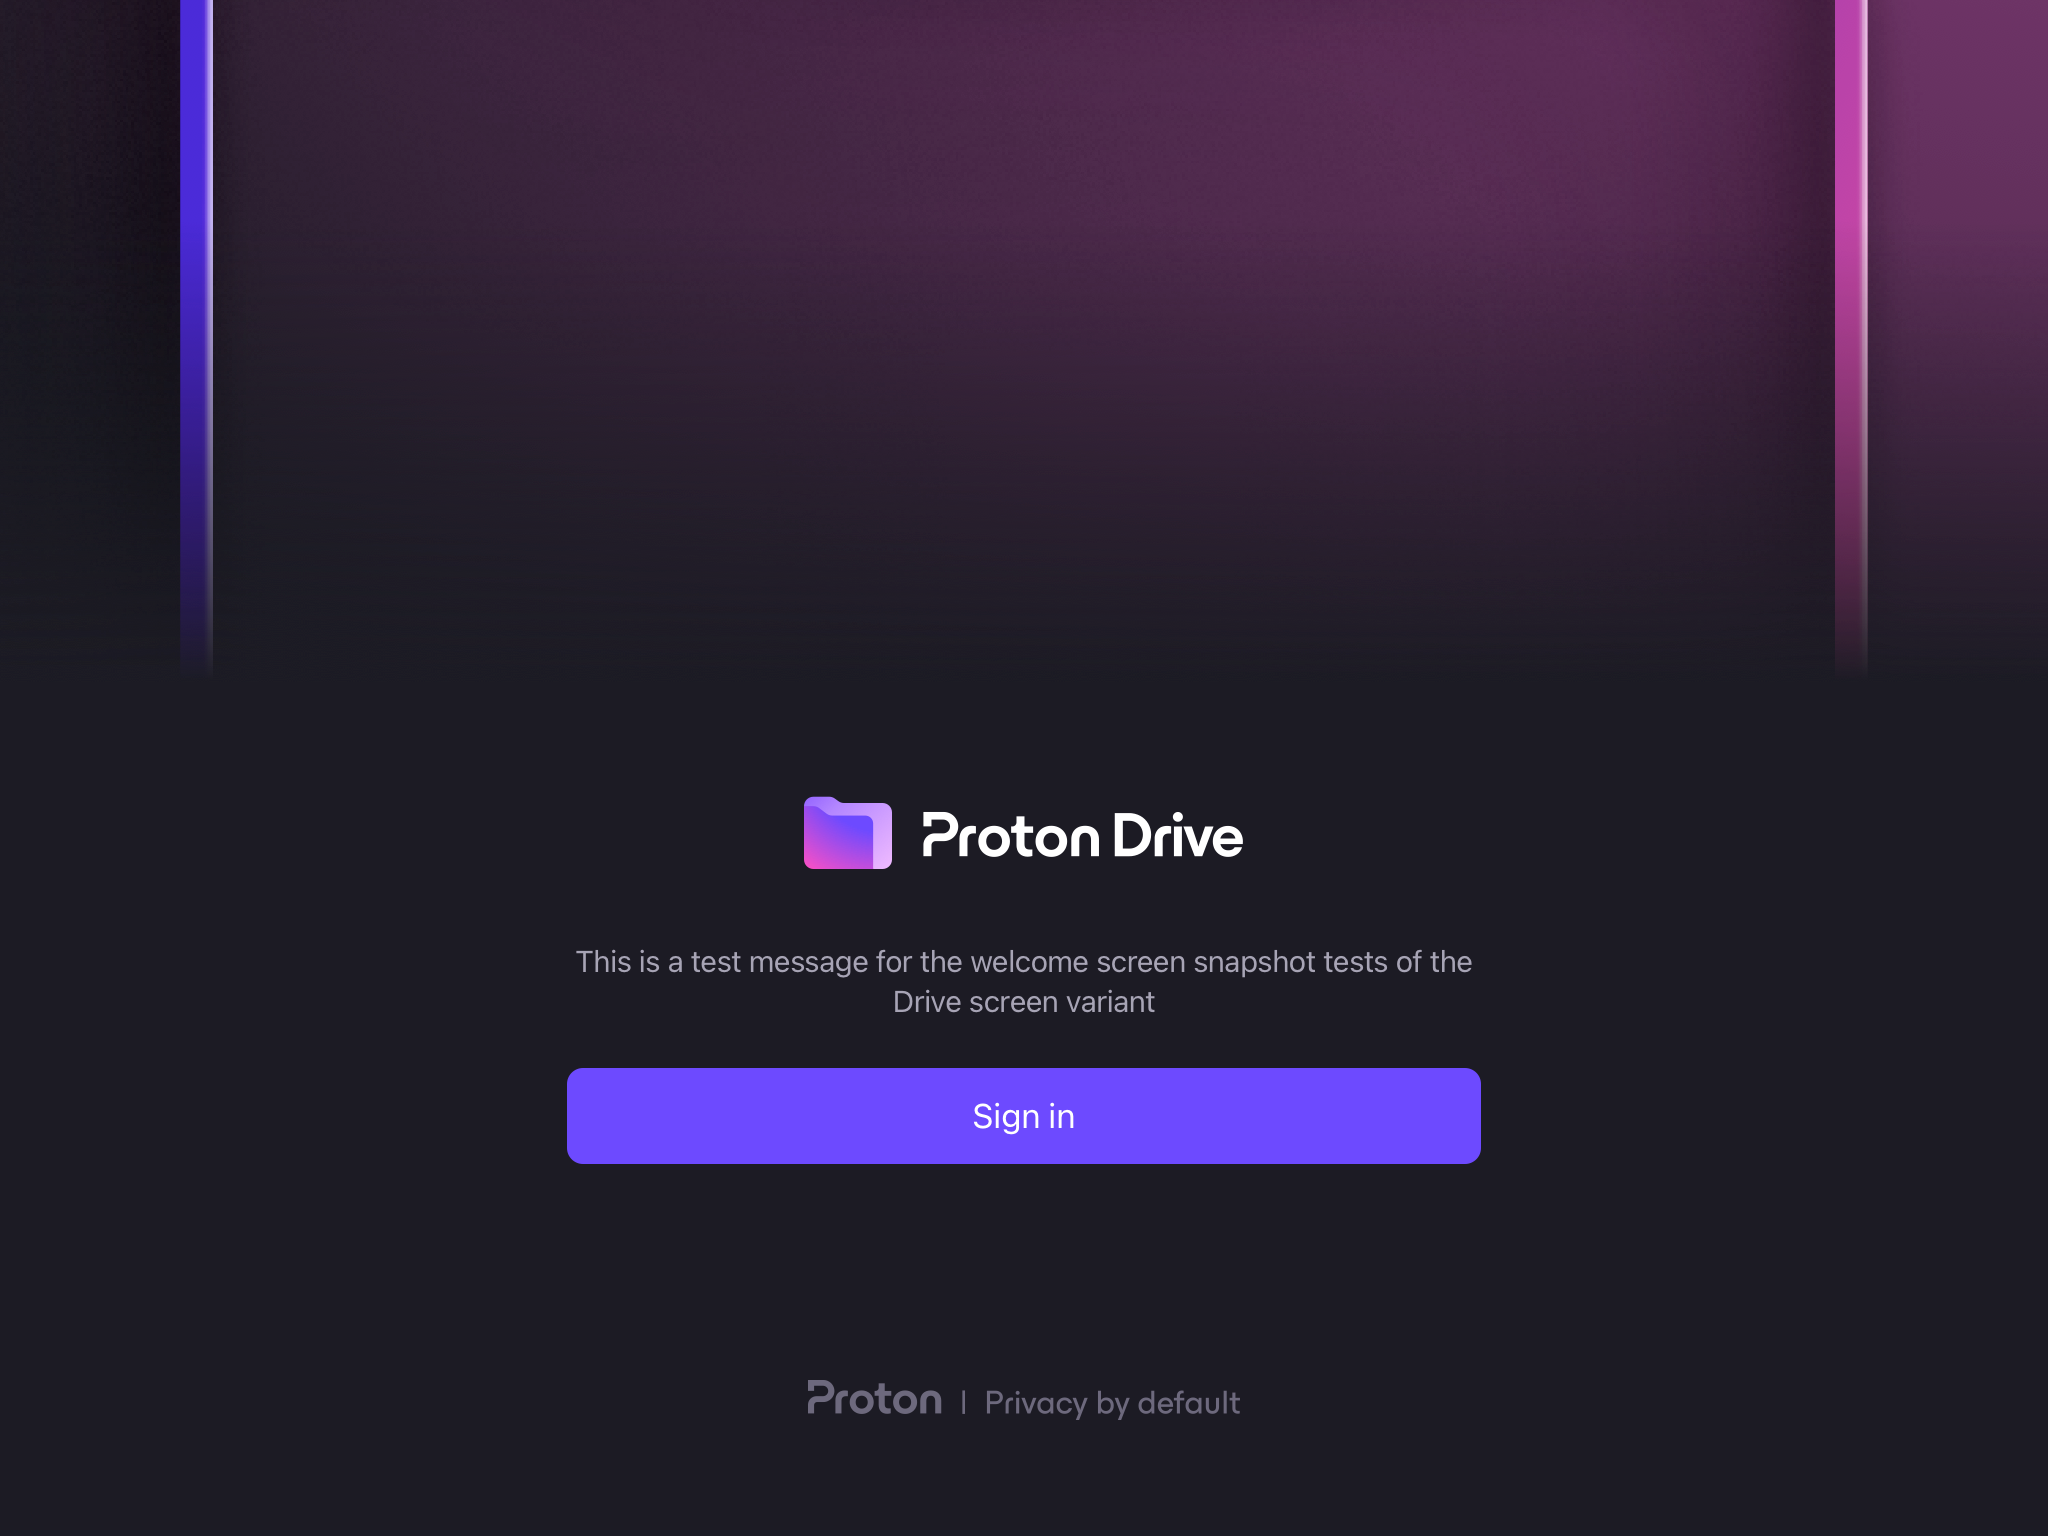 Proton Drive
This is a test message for the welcome screen snapshot tests of the
Drive screen variant
Sign in
Proton | Privacy by default